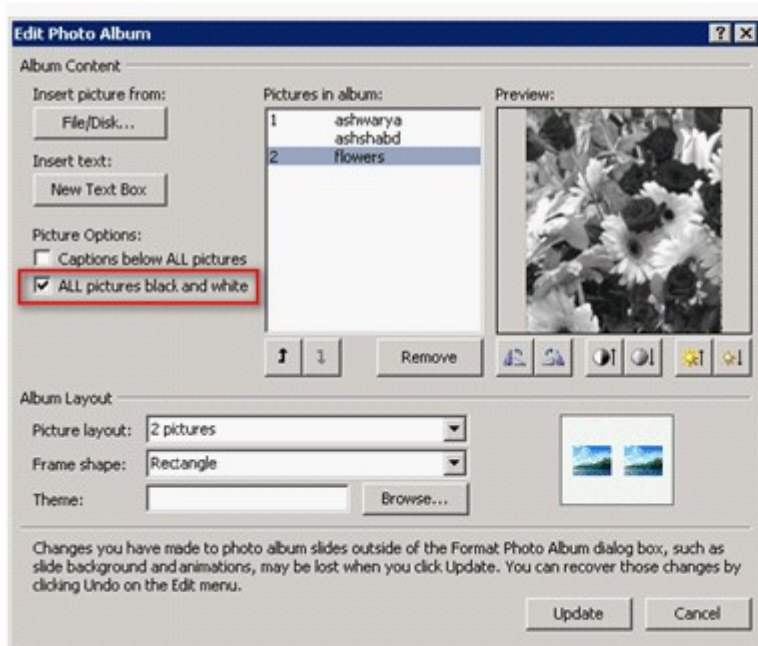 Edit Photo Album
Album Content
Insert picture from:
File/Disk...
Insert text:
New Text Box
Picture Options:
Captions below ALL pictures
ALL pictures black and white
Pictures in album:
1 ashwarya
ashshabd
2 flowers
Remove
Preview:
Album Layout
Picture layout: 2 pictures
Frame shape: Rectangle
Theme:
Browse...
Changes you have made to photo album slides outside of the Format Photo Album dialog box, such as
slide background and animations, may be lost when you click Update. You can recover those changes by
clicking Undo on the Edit menu.
Update
Cancel